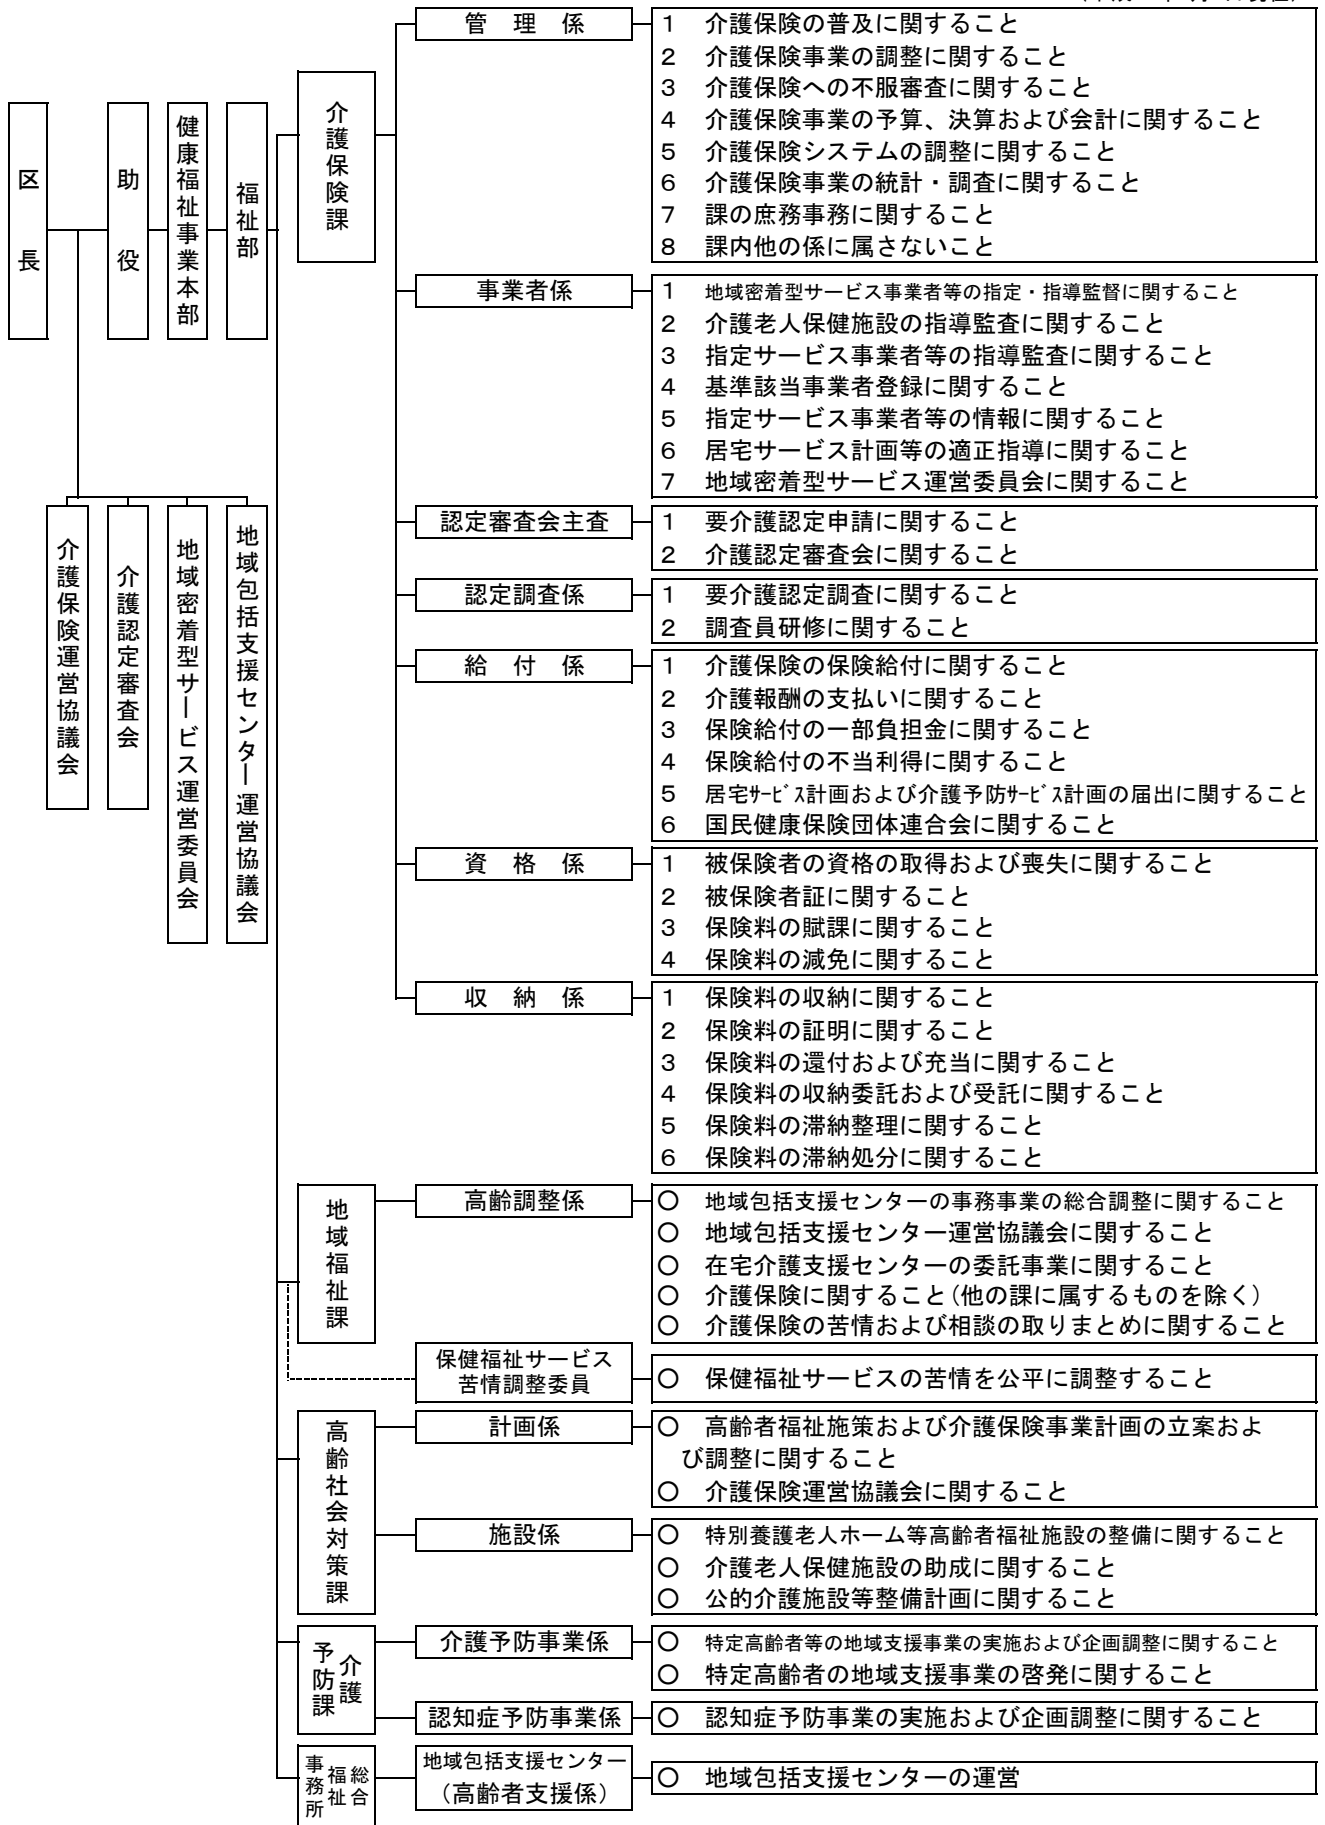 区長
助役
健康福祉事業本部
福祉部
介護保険運営協議会
介護認定審査会
地域密着型サービス運営委員会
地域包括支援センター運営協議会
介護保険課
管理係
1 介護保険の普及に関すること
2 介護保険事業の調整に関すること
3 介護保険への不服審査に関すること
4 介護保険事業の予算、決算および会計に関すること
5 介護保険システムの調整に関すること
6 介護保険事業の統計・調査に関すること
7 課の庶務事務に関すること
8 課内他の係に属さないこと
事業者係
1 地域密着型サービス事業者等の指定・指導監督に関すること
2 介護老人保健施設の指導監査に関すること
3 指定サービス事業者等の指導監査に関すること
4 基準該当事業者登録に関すること
5 指定サービス事業者等の情報に関すること
6 居宅サービス計画等の適正指導に関すること
7 地域密着型サービス運営委員会に関すること
認定審査会主査
1 要介護認定申請に関すること
2 介護認定審査会に関すること
認定調査係
1 要介護認定調査に関すること
2 調査員研修に関すること
給付係
1 介護保険の保険給付に関すること
2 介護報酬の支払いに関すること
3 保険給付の一部負担金に関すること
4 保険給付の不当利得に関すること
5 居宅ｻｰﾋﾞｽ計画および介護予防ｻｰﾋﾞｽ計画の届出に関すること
6 国民健康保険団体連合会に関すること
資格係
1 被保険者の資格の取得および喪失に関すること
2 被保険者証に関すること
3 保険料の賦課に関すること
4 保険料の減免に関すること
収納係
1 保険料の収納に関すること
2 保険料の証明に関すること
3 保険料の還付および充当に関すること
4 保険料の収納委託および受託に関すること
5 保険料の滞納整理に関すること
6 保険料の滞納処分に関すること
地域福祉課
高齢調整係
○ 地域包括支援センターの事務事業の総合調整に関すること
○ 地域包括支援センター運営協議会に関すること
○ 在宅介護支援センターの委託事業に関すること
○ 介護保険に関すること(他の課に属するものを除く)
○ 介護保険の苦情および相談の取りまとめに関すること
保健福祉サービス
苦情調整委員
○ 保健福祉サービスの苦情を公平に調整すること
高齢社会対策課
計画係
○ 高齢者福祉施策および介護保険事業計画の立案およ
び調整に関すること
○ 介護保険運営協議会に関すること
施設係
○ 特別養護老人ホーム等高齢者福祉施設の整備に関すること
○ 介護老人保健施設の助成に関すること
○ 公的介護施設等整備計画に関すること
介護
予防課
介護予防事業係
○ 特定高齢者等の地域支援事業の実施および企画調整に関すること
○ 特定高齢者の地域支援事業の啓発に関すること
認知症予防事業係
○ 認知症予防事業の実施および企画調整に関すること
総合
福祉
事務所
地域包括支援センター
(高齢者支援係)
○ 地域包括支援センターの運営